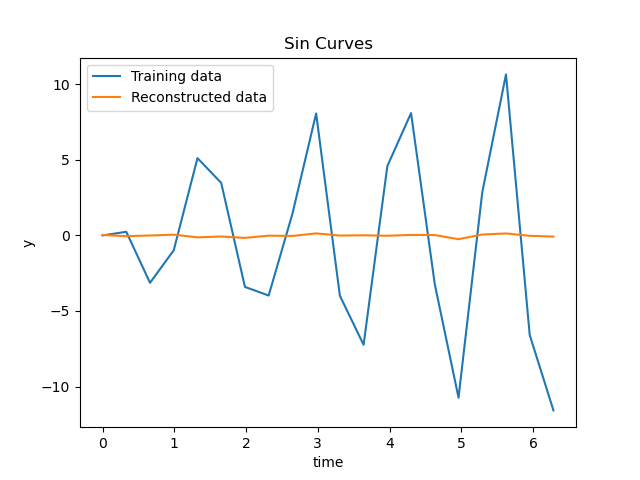 Sin Curves
Training data
Reconstructed data
10
5
0
−5
−10
y
0 1 2 3 4 5 6
time